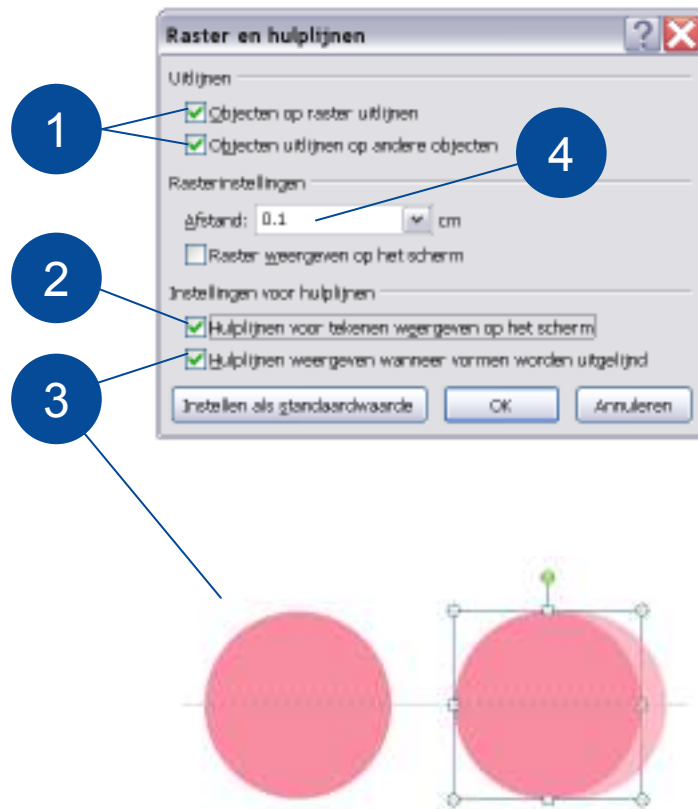 Raster en hulplijnen
Uitlijnen
1
Objecten op raster uitlijnen
Objecten uitlijnen op andere objecten
4
Rasterinstellingen
Afstand: 0.1 cm
Raster weergeven op het scherm
2
Instellingen voor hulplijnen
Hulplijnen voor tekenen weergeven op het scherm
Hulplijnen weergeven wanneer vormen worden uitgelijnd
3
Instellen als standaardwaarde OK Annuleren